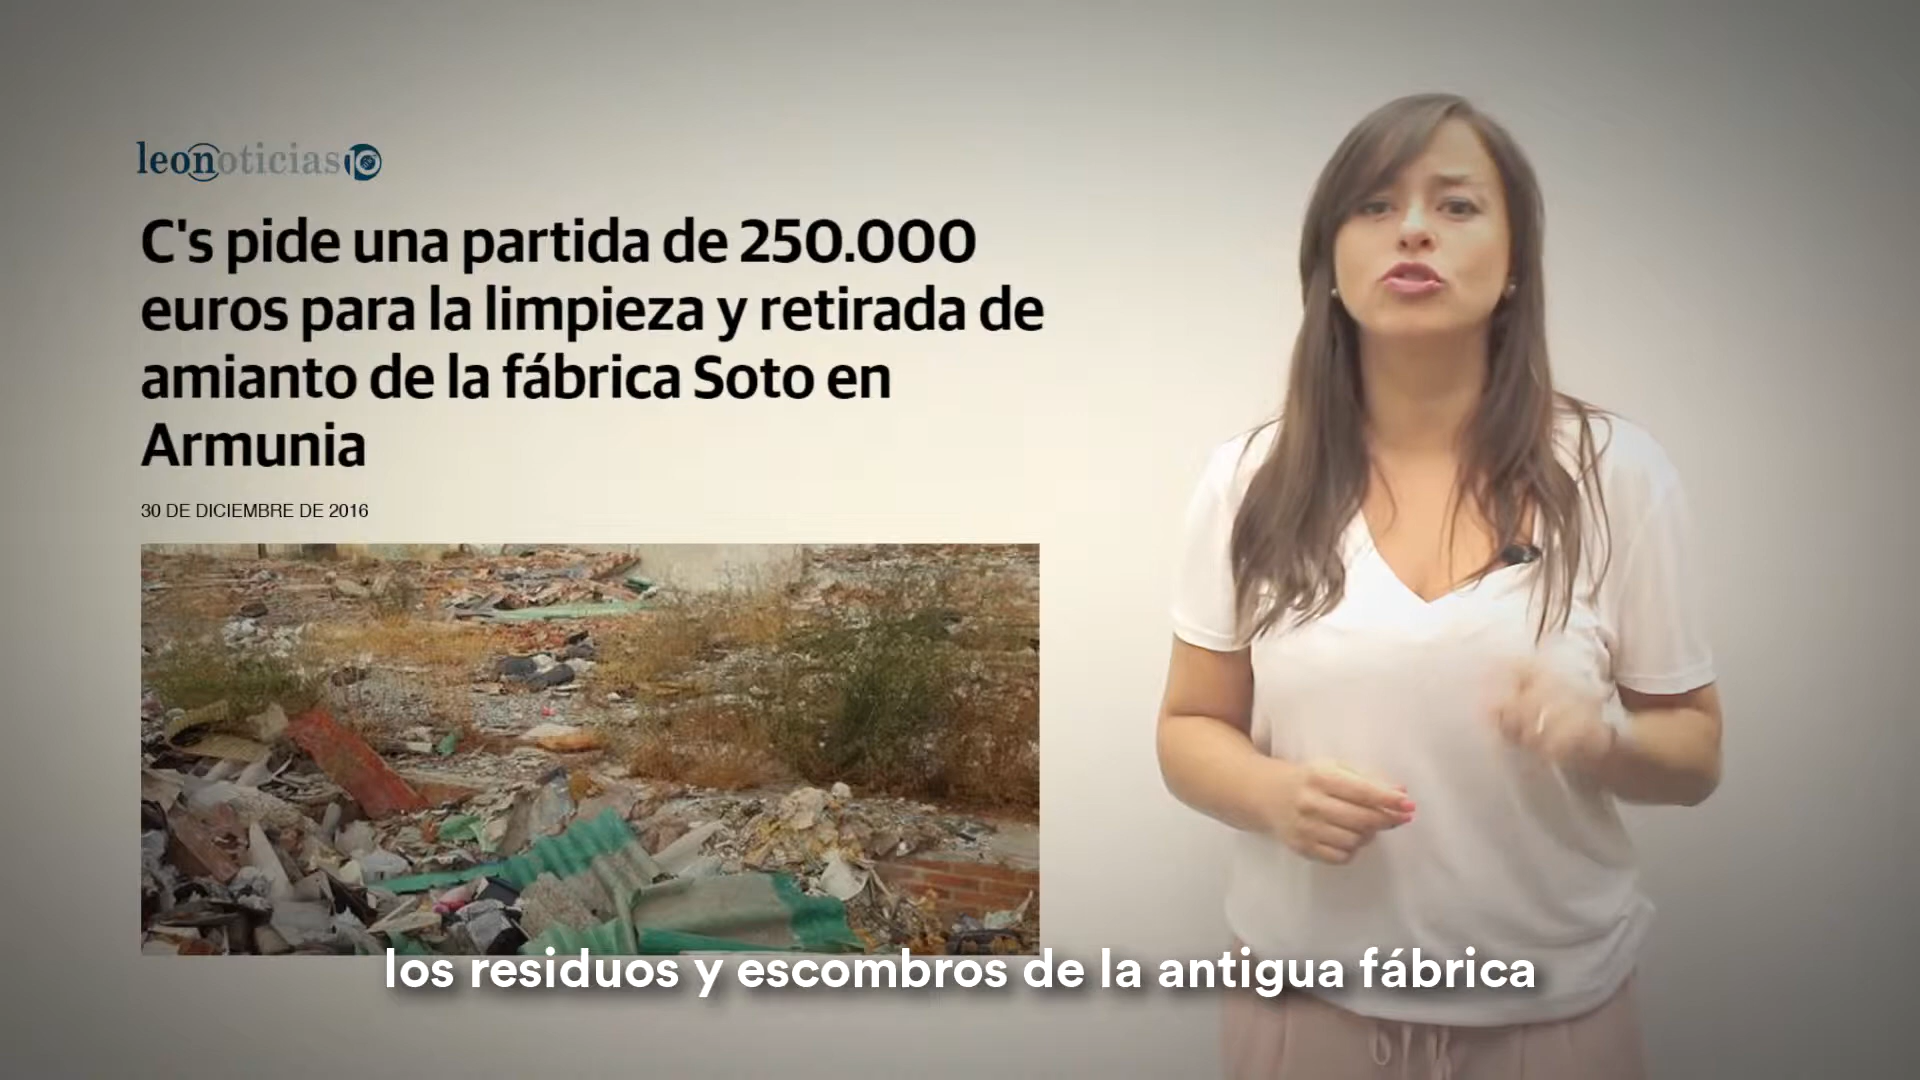 leonoticias10
C's pide una partida de 250.000
euros para la limpieza y retirada de
amianto de la fábrica Soto en
Armunia
30 DE DICIEMBRE DE 2016
los residuos y escombros de la antigua fábrica